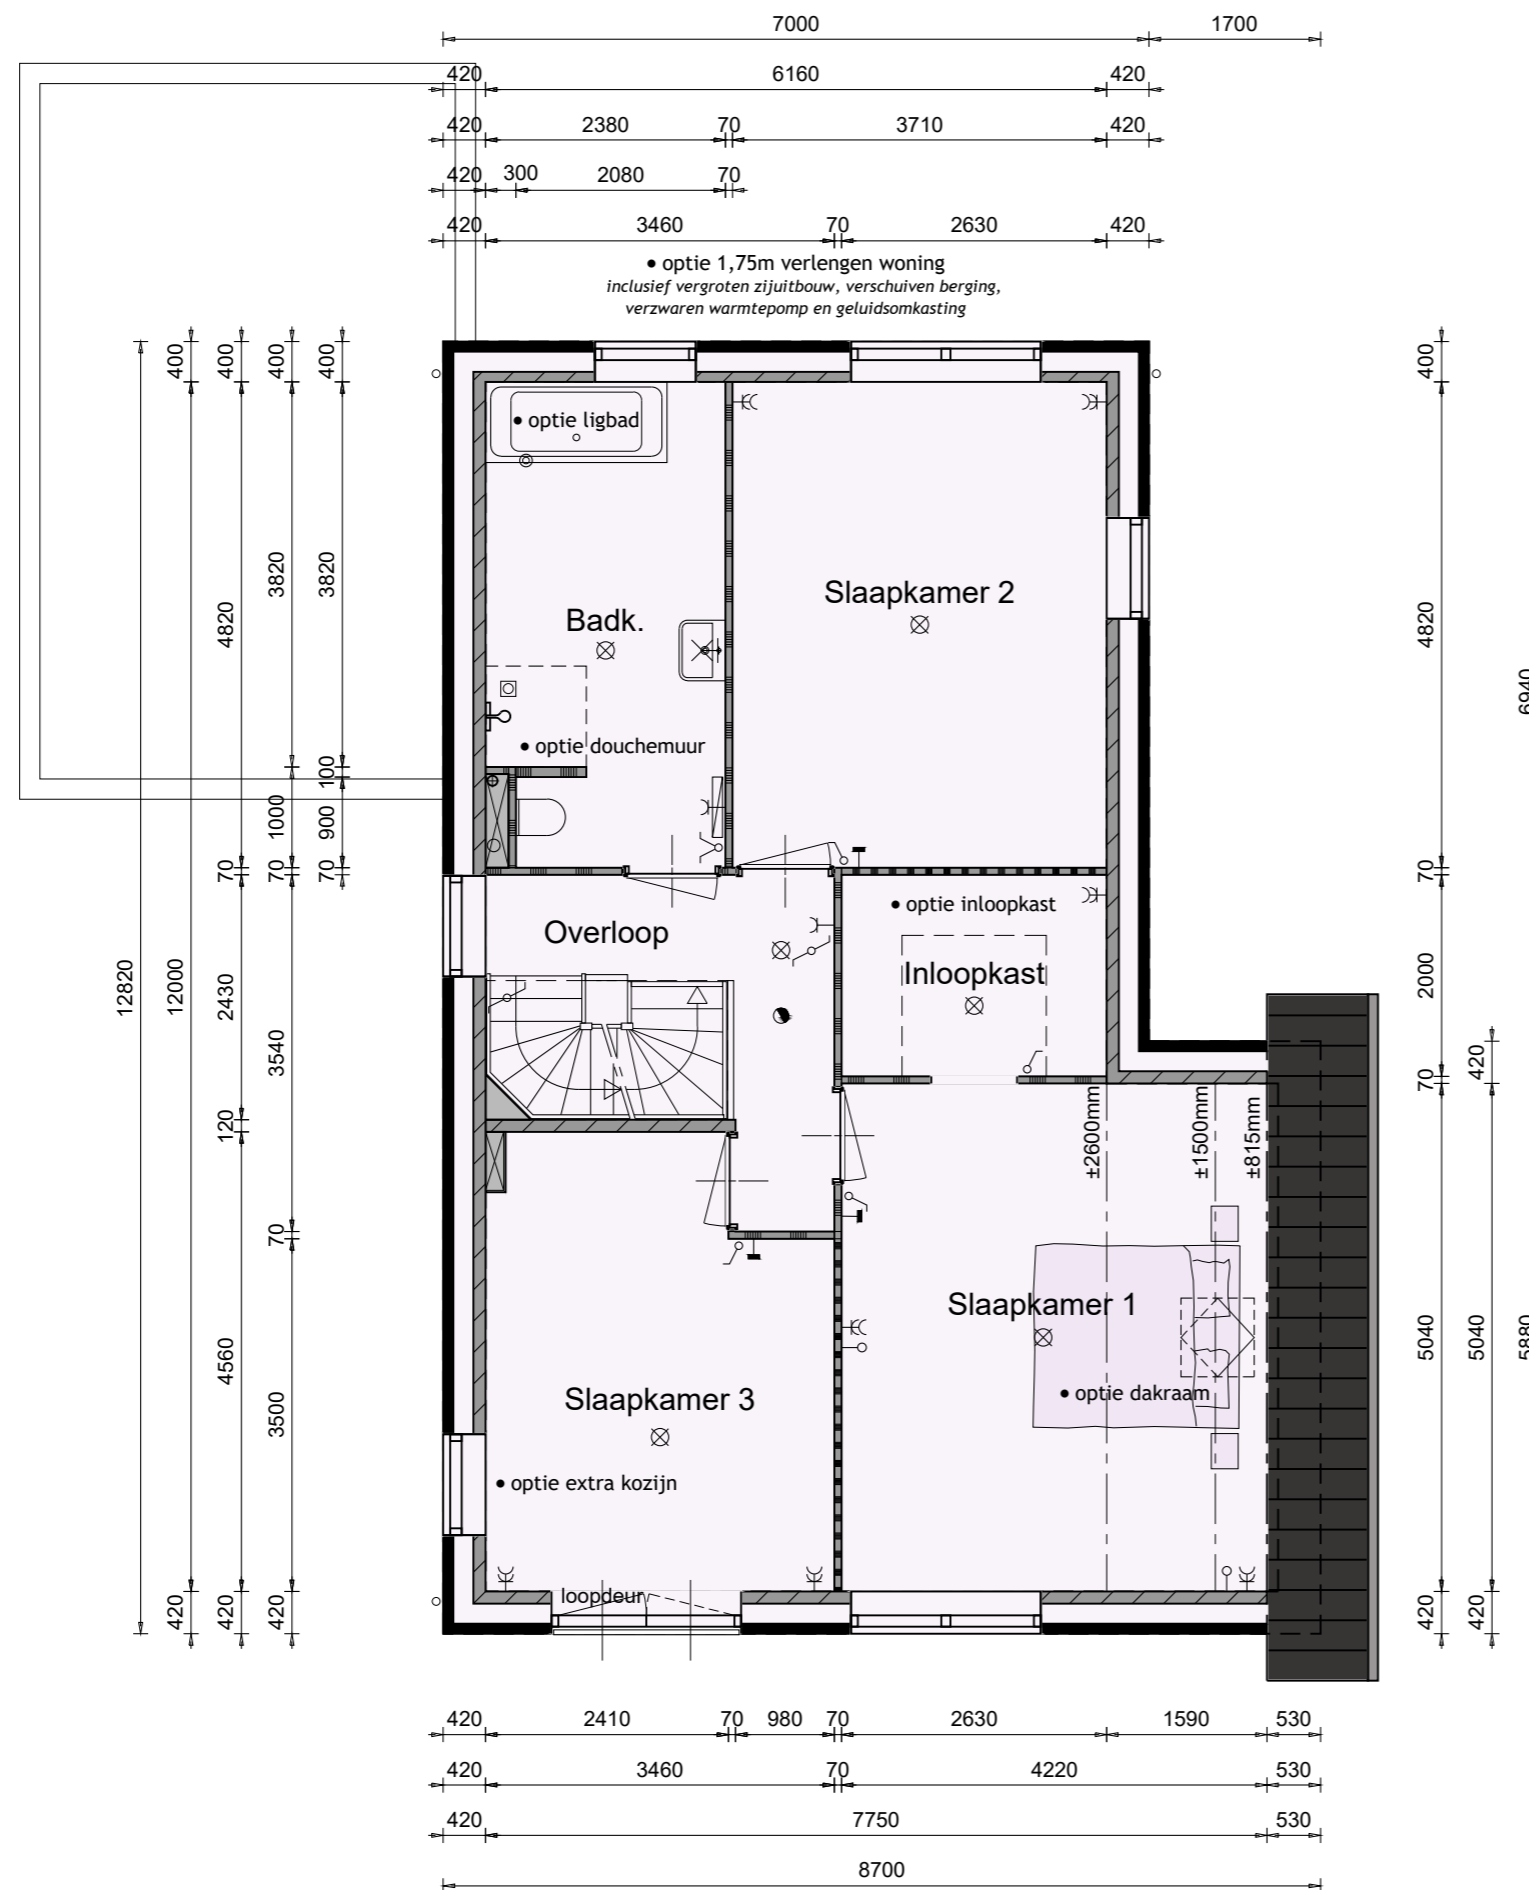 7000 1700
420 6160 420
420 2380 70 3710 420
420 300 2080 70
420 3460 70 2630 420
• optie 1,75m verlengen woning
inclusief vergroten zijuitbouw, verschuiven berging,
verzwaren warmtepomp en geluidsomkasting
400 400 400 400 400
• optie ligbad
3820 3820
Slaapkamer 2
Badk.
4820 4820
6940
• optie douchemuur
100
1000 900
70 70 70 70
• optie inloopkast
Overloop
Inloopkast
12820 12000 2430 2000
3540
420
70
120
±2600mm ±1500mm ±815mm
70
Slaapkamer 1
4560 5040 5040 5880
• optie dakraam
Slaapkamer 3
3500
• optie extra kozijn
loopdeur
420 420 420 420 420
420 2410 70 980 70 2630 1590 530
420 3460 70 4220 530
420 7750 530
8700